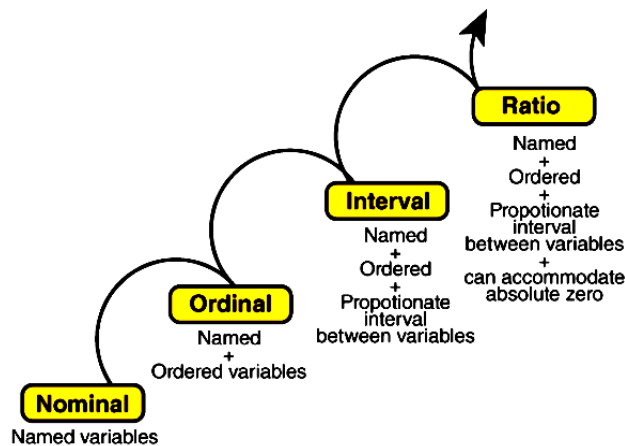 Ratio
Named
+
Ordered
+
Propotionate
interval
between variables
+
can accommodate
absolute zero
Interval
Named
+
Ordered
+
Propotionate
interval
between variables
Ordinal
Named
+
Ordered variables
Nominal
Named variables